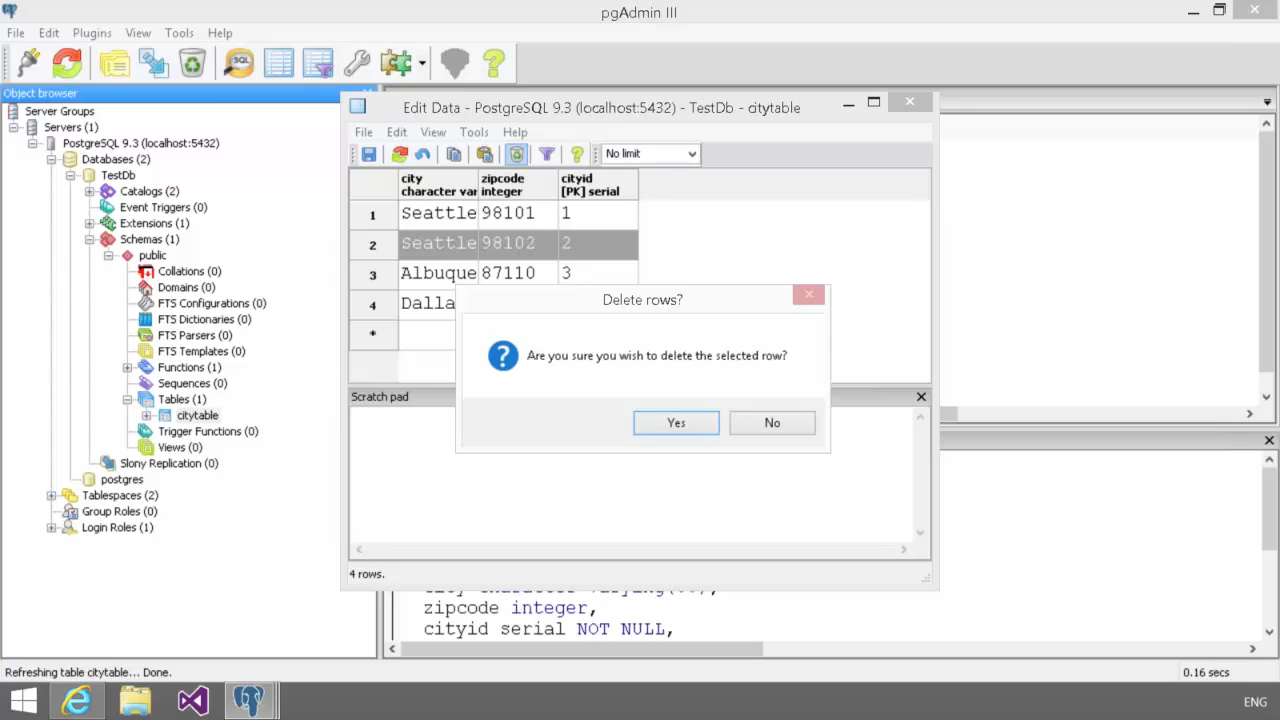 pgAdmin III
File Edit Plugins View Tools Help
SQL
Object browser
Server Groups
Servers (1)
PostgreSQL 9.3 (localhost:5432)
Databases (2)
TestDb
Catalogs (2)
Event Triggers (0)
Extensions (1)
Schemas (1)
public
Collations (0)
Domains (0)
FTS Configurations (0)
FTS Dictionaries (0)
FTS Parsers (0)
FTS Templates (0)
Functions (1)
Sequences (0)
Tables (1)
citytable
Trigger Functions (0)
Views (0)
Slony Replication (0)
postgres
Tablespaces (2)
Group Roles (0)
Login Roles (1)
Edit Data - PostgreSQL 9.3 (localhost:5432) - TestDb - citytable
File Edit View Tools Help
No limit
city zipcode cityid
character var integer [PK] serial
1 Seattle 98101 1
2 Seattle 98102 2
3 Albuque 87110 3
4 Dalla
*
Delete rows?
Are you sure you wish to delete the selected row?
Yes No
Scratch pad
4 rows.
city character varying(
zipcode integer,
cityid serial NOT NULL,
Refreshing table citytable... Done.
0.16 secs
ENG